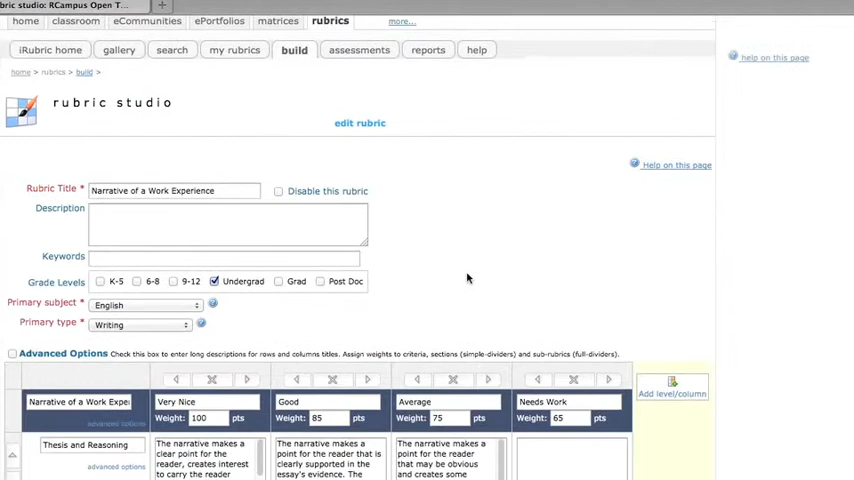 bric studio: RCampus Open T...
home classroom eCommunities ePortfolios matrices rubrics more...
iRubric home gallery search my rubrics build assessments reports help
help on this page
home > rubrics > build >
rubric studio
edit rubric
Help on this page
Rubric Title * Narrative of a Work Experience Disable this rubric
Description
Keywords
Grade Levels K-5 6-8 9-12 Undergrad Grad Post Doc
Primary subject * English
Primary type * Writing
Advanced Options Check this box to enter long descriptions for rows and columns titles. Assign weights to criteria, sections (simple-dividers) and sub-rubrics (full-dividers).
Add level/column
Narrative of a Work Expe Very Nice Good Average Needs Work
advanced options Weight: 100 pts Weight: 85 pts Weight: 75 pts Weight: 65 pts
Thesis and Reasoning
advanced options
The narrative makes a
clear point for the
reader, creates interest
to carry the reader
The narrative makes a
point for the reader that
is clearly supported in the
essay's evidence. The
The narrative makes a
point for the reader
that may be obvious
and creates some